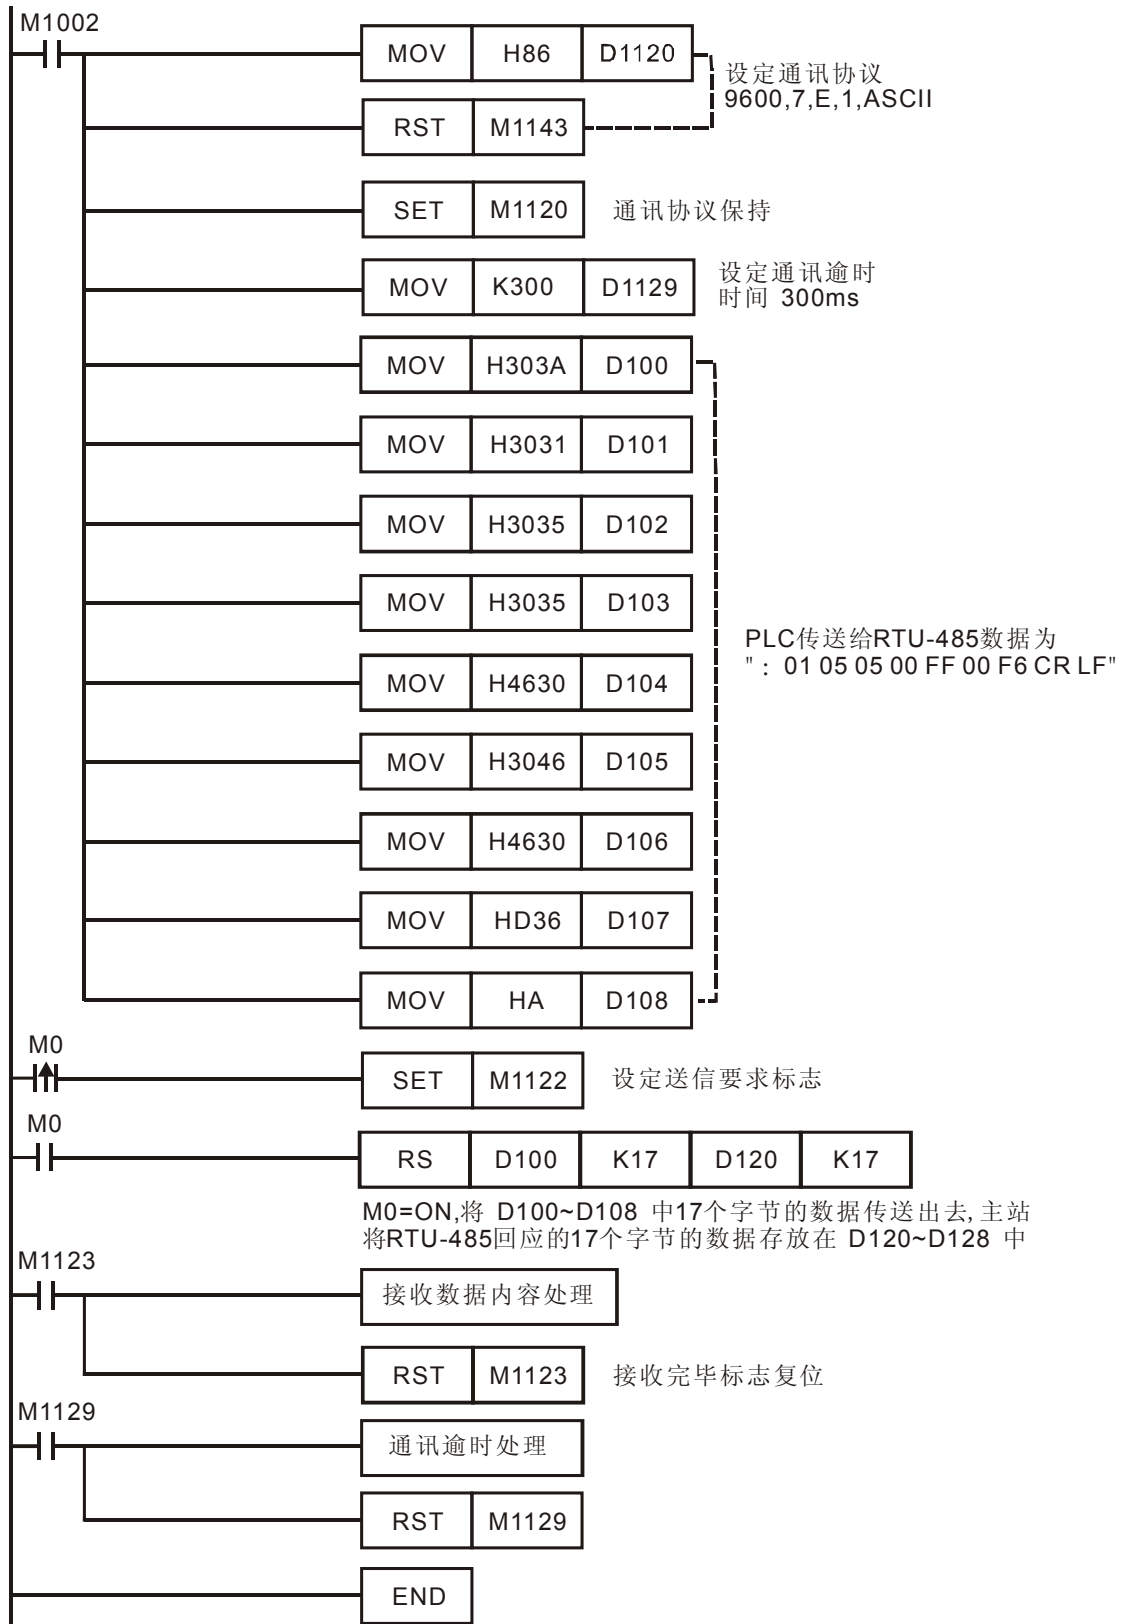 M1002
MOV H86 D1120
设定通讯协议
9600,7,E,1,ASCII
RST M1143
SET M1120 通讯协议保持
MOV K300 D1129
设定通讯逾时
时间 300ms
MOV H303A D100
MOV H3031 D101
MOV H3035 D102
MOV H3035 D103
PLC传送给RTU-485数据为
": 01 05 05 00 FF 00 F6 CR LF"
MOV H4630 D104
MOV H3046 D105
MOV H4630 D106
MOV HD36 D107
MOV HA D108
M0
SET M1122 设定送信要求标志
M0
RS D100 K17 D120 K17
M0=ON,将 D100~D108 中17个字节的数据传送出去,主站
将RTU-485回应的17个字节的数据存放在 D120~D128 中
M1123
接收数据内容处理
RST M1123 接收完毕标志复位
M1129
通讯逾时处理
RST M1129
END